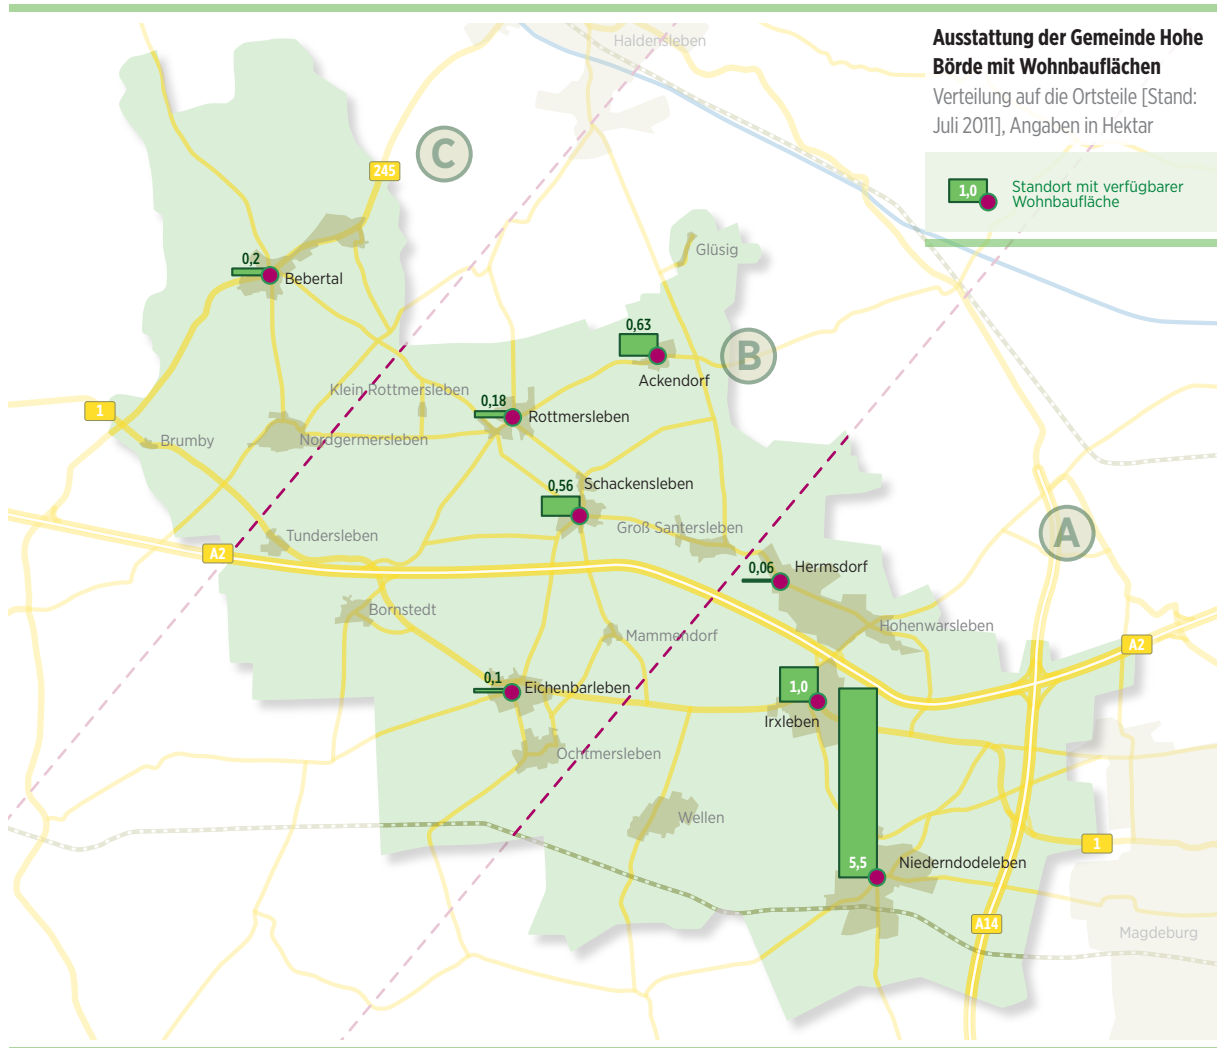 Ausstattung der Gemeinde Hohe
Börde mit Wohnbauflächen
Verteilung auf die Ortsteile [Stand:
Juli 2011], Angaben in Hektar
1,0
Standort mit verfügbarer
Wohnbaufläche
Haldensleben
C
245
Glüsig
0,2
Bebertal
0,63
B
Ackendorf
Klein Rottmersleben
0,18
1
Rottmersleben
Brumby
Nordgermersleben
0,56
Schackensleben
Groß Santersleben
A
Tundersleben
A2
0,06
Hermsdorf
Bornstedt
Hohenwarsleben
Mammendorf
A2
0,1
Eichenbarleben
1,0
Irxleben
Ochtmersleben
Wellen
1
5,5
Niederndodeleben
A14
Magdeburg